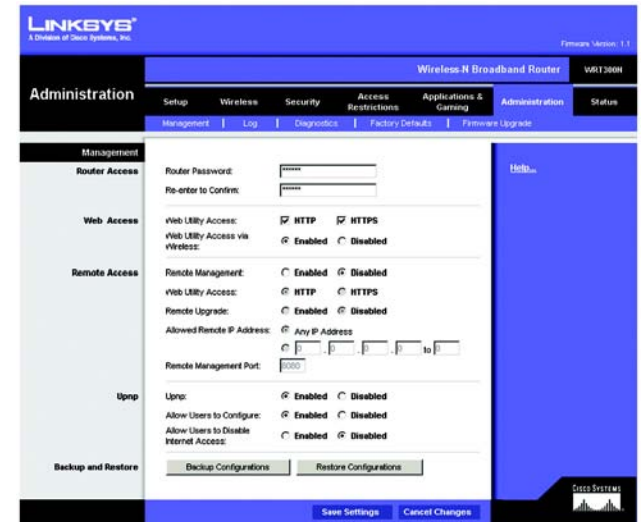 LINKSYS®
A Division of Cisco Systems, Inc.
Firmware Version: 1.1
Wireless-N Broadband Router
WRT300N
Administration
Setup
Wireless
Security
Access Restrictions
Applications & Gaming
Administration
Status
Management | Log | Diagnostics | Factory Defaults | Firmware Upgrade
Management
Router Access
Router Password: ******
Re-enter to Confirm: ******
Help...
Web Access
Web Utility Access: HTTP HTTPS
Web Utility Access via Wireless: Enabled Disabled
Remote Access
Remote Management: Enabled Disabled
Web Utility Access: HTTP HTTPS
Remote Upgrade: Enabled Disabled
Allowed Remote IP Address: Any IP Address
0 . 0 . 0 . 0 to 0
Remote Management Port: 8080
Upnp
Upnp: Enabled Disabled
Allow Users to Configure: Enabled Disabled
Allow Users to Disable Internet Access: Enabled Disabled
Backup and Restore
Backup Configurations
Restore Configurations
Save Settings
Cancel Changes
CISCO SYSTEMS